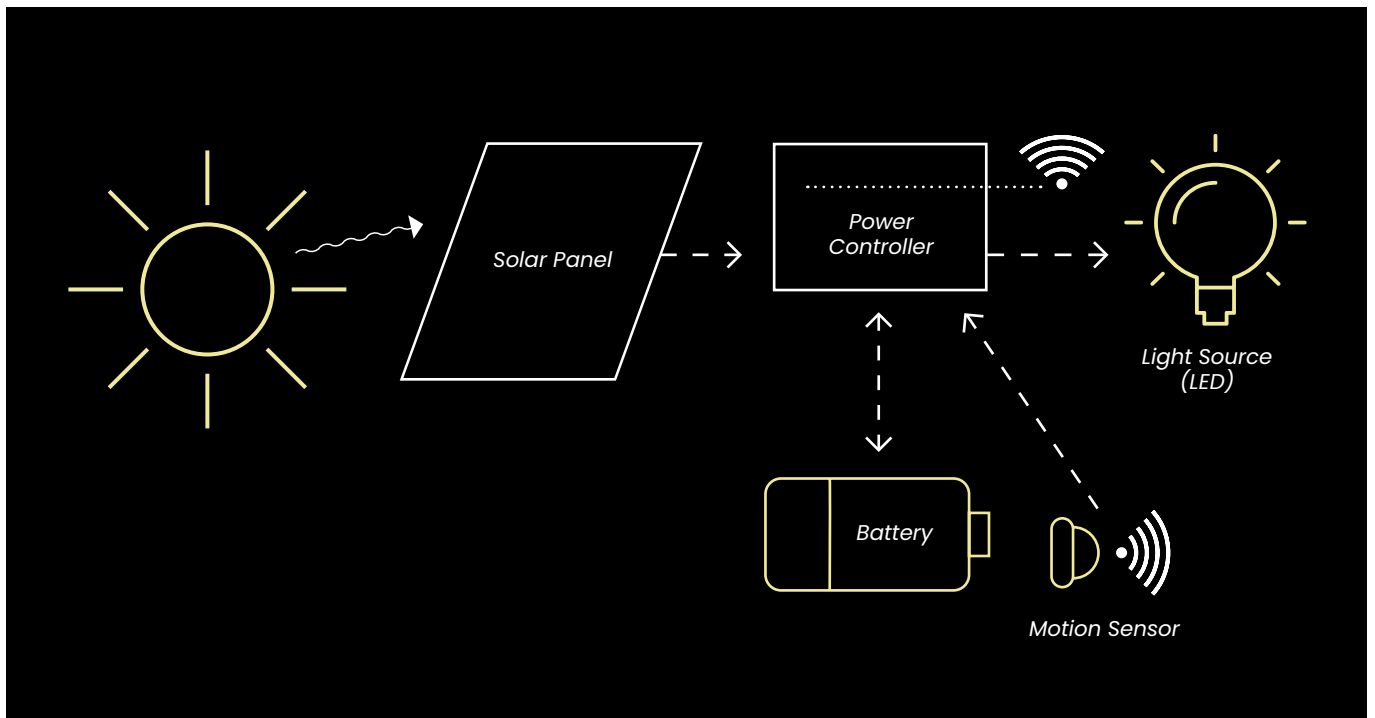 Solar Panel
Power
Controller
Light Source
(LED)
Battery
Motion Sensor